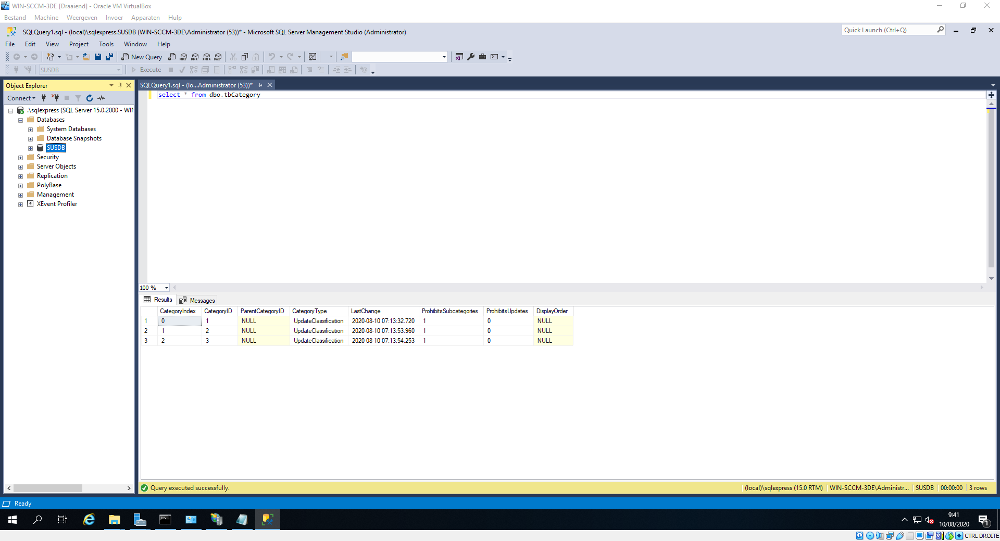 WIN-SCCM-3DE [Draaiend] - Oracle VM VirtualBox
Bestand Machine Weergeven Invoer Apparaten Hulp
SQLQuery1.sql - (local)\sqlexpress.SUSDB (WIN-SCCM-3DE\Administrator (53))* - Microsoft SQL Server Management Studio (Administrator)
Quick Launch (Ctrl+Q)
File Edit View Project Tools Window Help
New Query MDX DMX XMLA DAX
SUSDB Execute
Object Explorer
SQLQuery1.sql - (lo...Administrator (53))*
Connect
select * from dbo.tbCategory
.\sqlexpress (SQL Server 15.0.2000 - WIN
Databases
System Databases
Database Snapshots
SUSDB
Security
Server Objects
Replication
PolyBase
Management
XEvent Profiler
100 %
Results Messages
CategoryIndex CategoryID ParentCategoryID CategoryType LastChange ProhibitsSubcategories ProhibitsUpdates DisplayOrder
1 0 1 NULL UpdateClassification 2020-08-10 07:13:32.720 1 0 NULL
2 1 2 NULL UpdateClassification 2020-08-10 07:13:53.960 1 0 NULL
3 2 3 NULL UpdateClassification 2020-08-10 07:13:54.253 1 0 NULL
Query executed successfully. (local)\sqlexpress (15.0 RTM) WIN-SCCM-3DE\Administr... SUSDB 00:00:00 3 rows
Ready
9:41
10/08/2020
1
CTRL DROITE